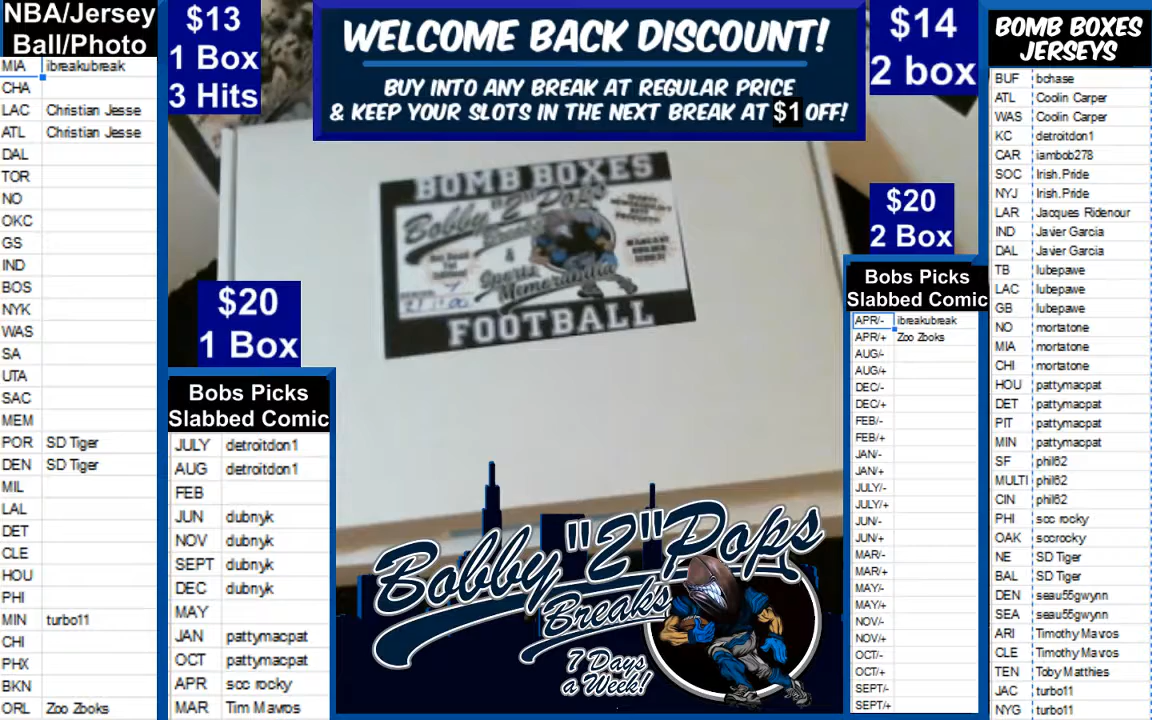 NBA/Jersey
Ball/Photo
MIA ibreakubreak
CHA
LAC Christian Jesse
ATL Christian Jesse
DAL
TOR
NO
OKC
GS
IND
BOS
NYK
WAS
SA
UTA
SAC
MEM
POR SD Tiger
DEN SD Tiger
MIL
LAL
DET
CLE
HOU
PHI
MIN turbo11
CHI
PHX
BKN
ORL Zoo Zboks
$13
1 Box
3 Hits
WELCOME BACK DISCOUNT!
BUY INTO ANY BREAK AT REGULAR PRICE
& KEEP YOUR SLOTS IN THE NEXT BREAK AT $1 OFF!
$14
2 box
BOMB BOXES
Bobby "2" Pops
Breaks
&
Sports
Memorabilia
FOOTBALL
$20
1 Box
$20
2 Box
Bobs Picks
Slabbed Comic
JULY detroitdon1
AUG detroitdon1
FEB
JUN dubnyk
NOV dubnyk
SEPT dubnyk
DEC dubnyk
MAY
JAN pattymacpat
OCT pattymacpat
APR scc rocky
MAR Tim Mavros
Bobby "2" Pops
Breaks
7 Days
a Week!
Bobs Picks
Slabbed Comic
APR/- ibreakubreak
APR/+ Zoo Zboks
AUG/-
AUG/+
DEC/-
DEC/+
FEB/-
FEB/+
JAN/-
JAN/+
JULY/-
JULY/+
JUN/-
JUN/+
MAR/-
MAR/+
MAY/-
MAY/+
NOV/-
NOV/+
OCT/-
OCT/+
SEPT/-
SEPT/+
BOMB BOXES
JERSEYS
BUF bchase
ATL Coolin Carper
WAS Coolin Carper
KC detroitdon1
CAR iambob278
SOC Irish.Pride
NYJ Irish.Pride
LAR Jacques Ridenour
IND Javier Garcia
DAL Javier Garcia
TB lubepawe
LAC lubepawe
GB lubepawe
NO mortatone
MIA mortatone
CHI mortatone
HOU pattymacpat
DET pattymacpat
PIT pattymacpat
MIN pattymacpat
SF phil62
MULTI phil62
CIN phil62
PHI scc rocky
OAK sccrocky
NE SD Tiger
BAL SD Tiger
DEN seau55gwynn
SEA seau55gwynn
ARI Timothy Mavros
CLE Timothy Mavros
TEN Toby Matthies
JAC turbo11
NYG turbo11